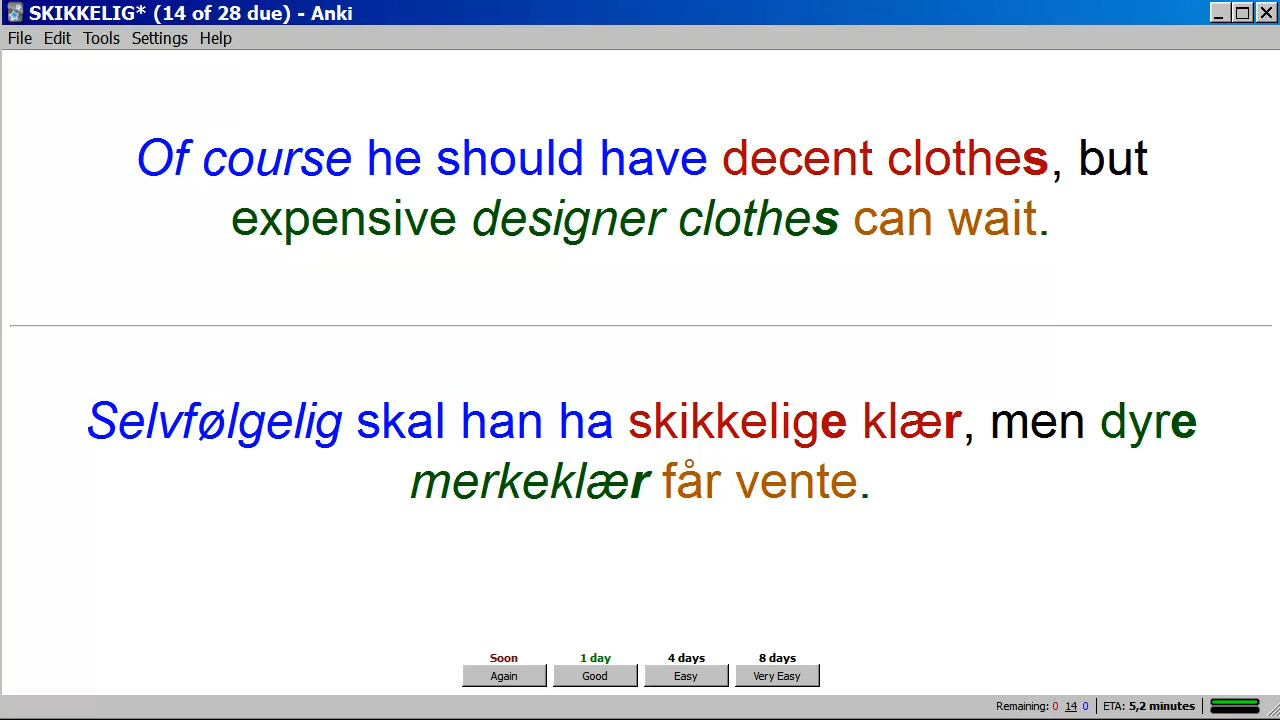 SKIKKELIG* (14 of 28 due) - Anki
File Edit Tools Settings Help
Of course he should have decent clothes, but
expensive designer clothes can wait.
Selvfølgelig skal han ha skikkelige klær, men dyre
merkeklær får vente.
Soon 1 day 4 days 8 days
Again Good Easy Very Easy
Remaining: 0 14 0 ETA: 5,2 minutes